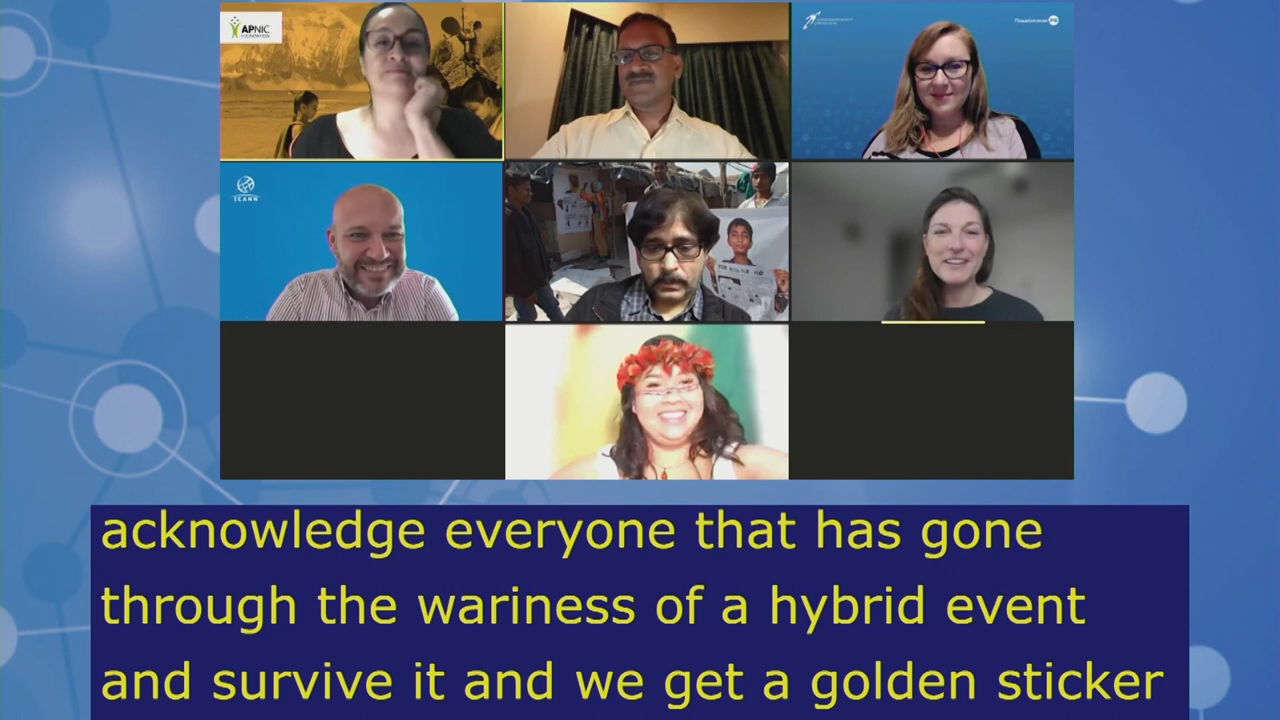 APNIC
FOUNDATION
ICANN
acknowledge everyone that has gone
through the wariness of a hybrid event
and survive it and we get a golden sticker